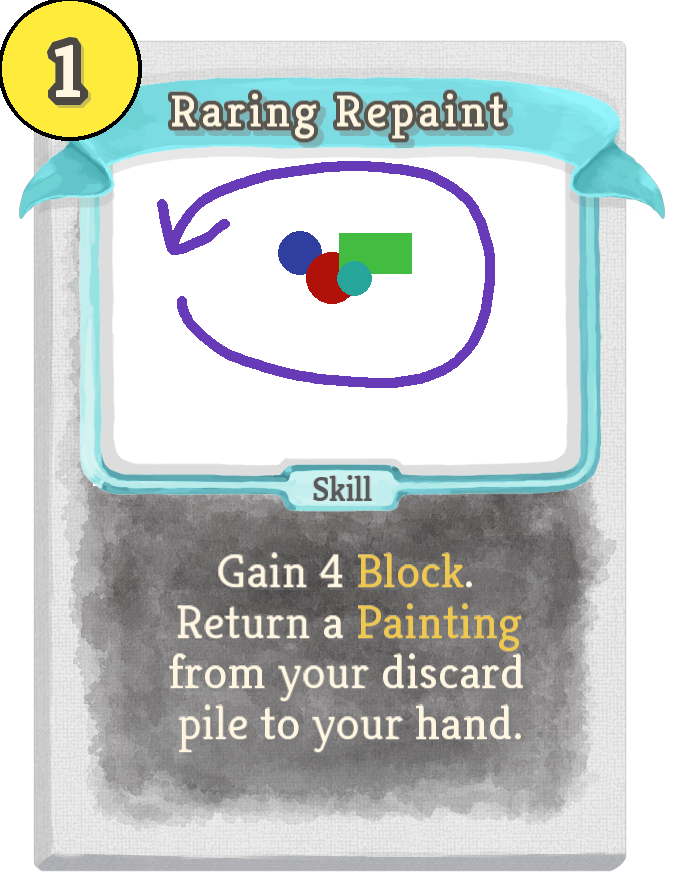 1
Raring Repaint
Skill
Gain 4 Block.
Return a Painting
from your discard
pile to your hand.